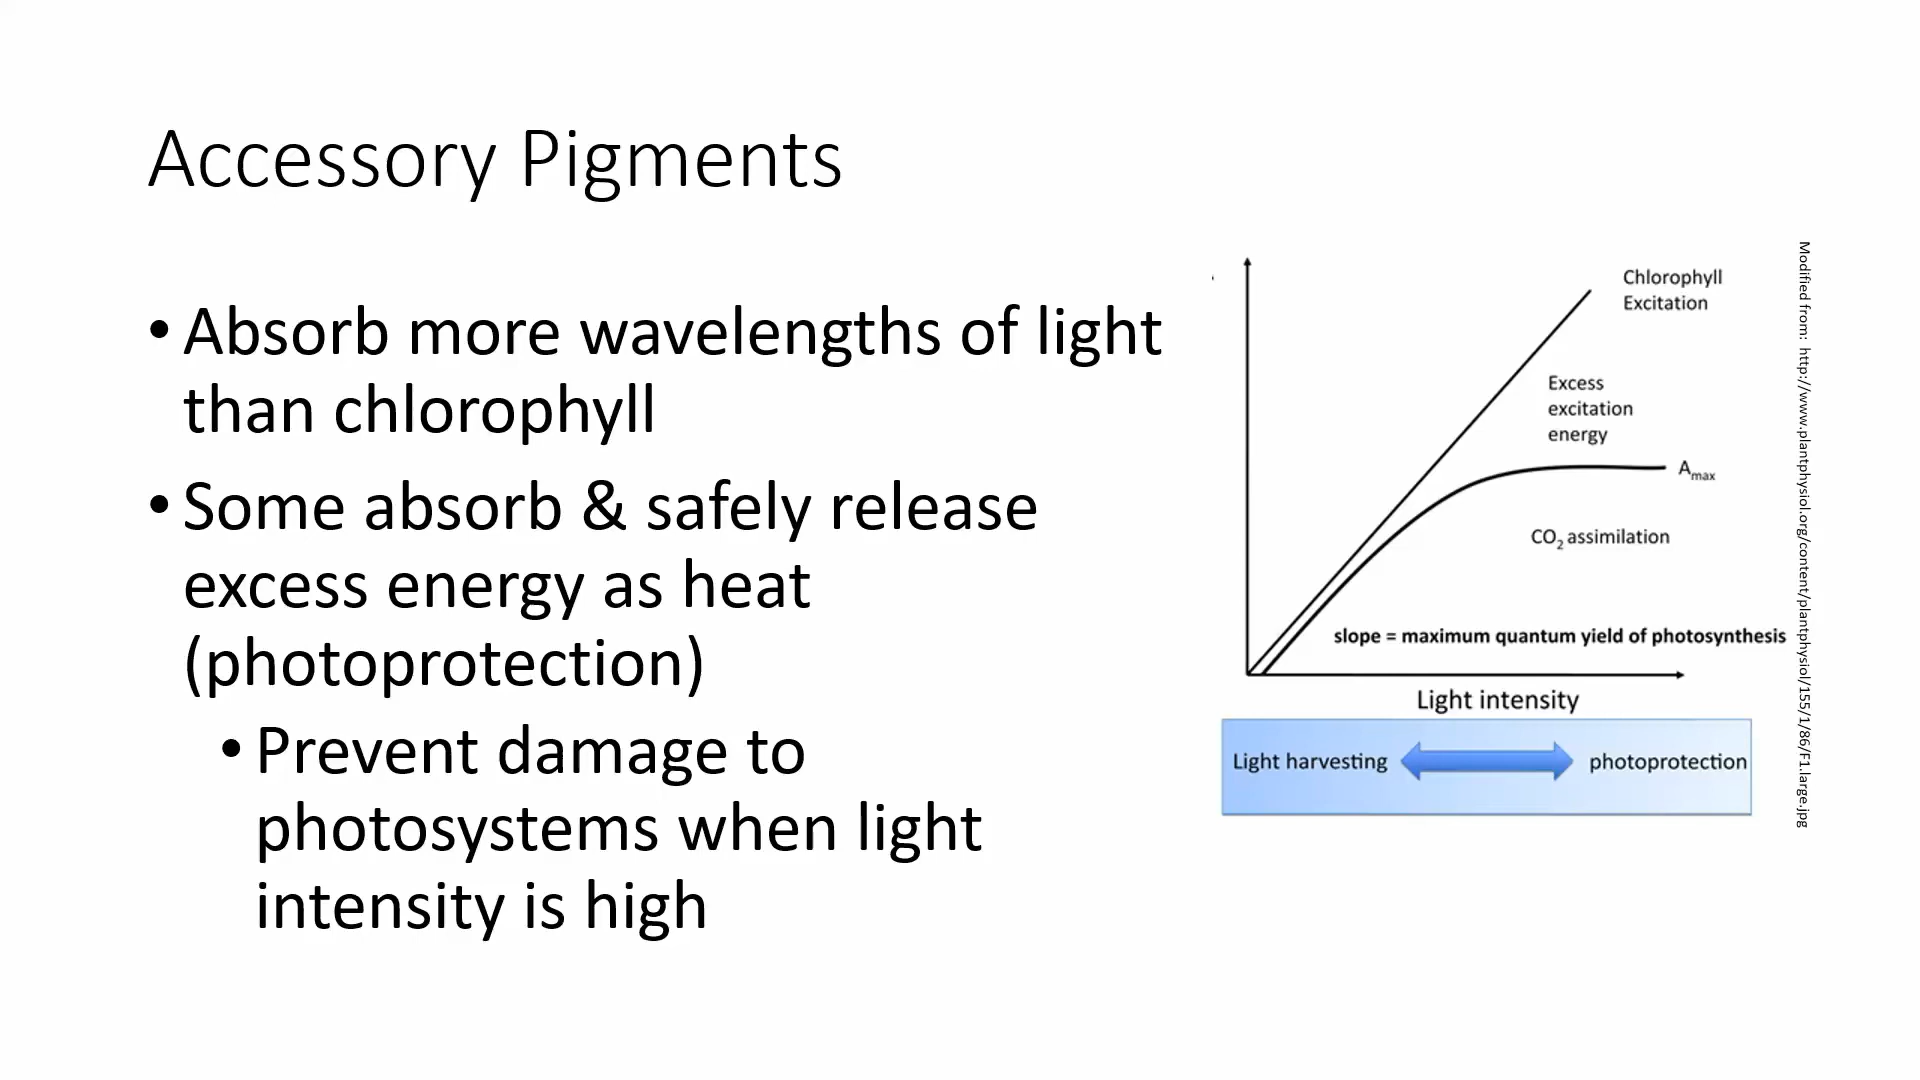 Accessory Pigments
• Absorb more wavelengths of light
than chlorophyll
• Some absorb & safely release
excess energy as heat
(photoprotection)
• Prevent damage to
photosystems when light
intensity is high
Chlorophyll
Excitation
Excess
excitation
energy
Amax
CO2 assimilation
slope = maximum quantum yield of photosynthesis
Light intensity
Light harvesting
photoprotection
Modified from: http://www.plantphysiol.org/content/plantphysiol/155/1/86/F1.large.jpg